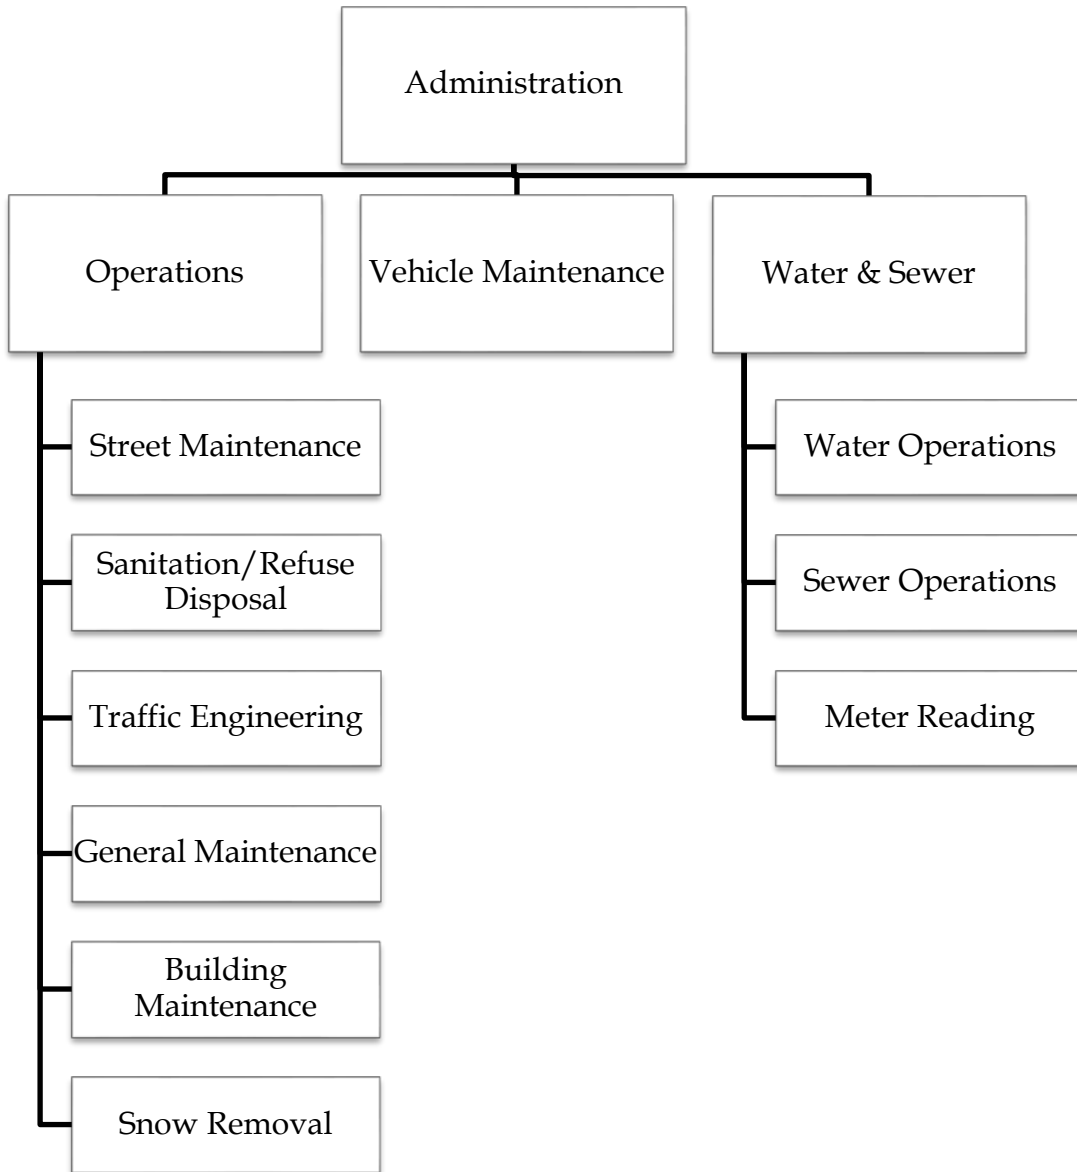 Administration
Operations
Vehicle Maintenance
Water & Sewer
Street Maintenance
Sanitation/Refuse
Disposal
Traffic Engineering
General Maintenance
Building
Maintenance
Snow Removal
Water Operations
Sewer Operations
Meter Reading